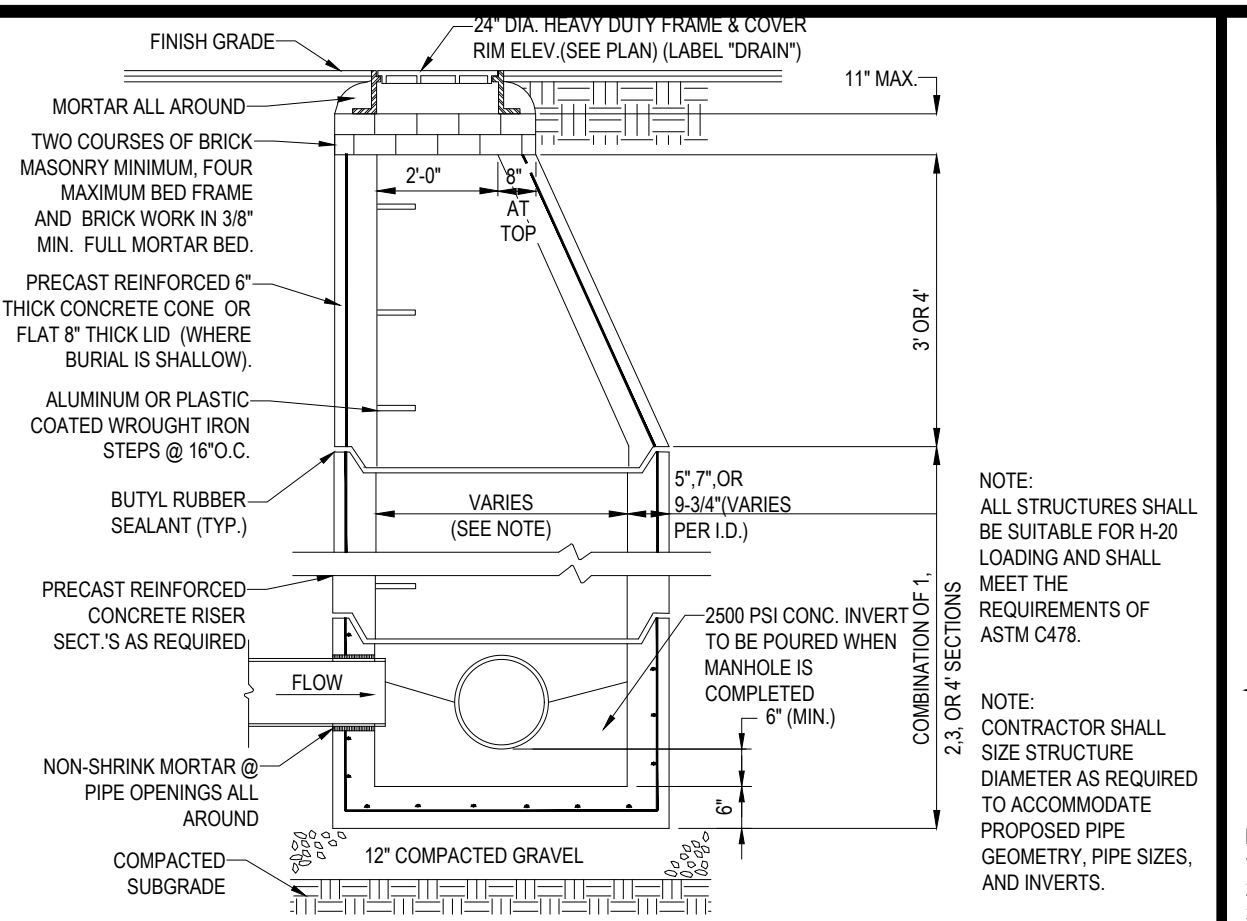 24" DIA. HEAVY DUTY FRAME & COVER
RIM ELEV.(SEE PLAN) (LABEL "DRAIN")
FINISH GRADE
11" MAX.
MORTAR ALL AROUND
TWO COURSES OF BRICK
MASONRY MINIMUM, FOUR
MAXIMUM BED FRAME
AND BRICK WORK IN 3/8"
MIN. FULL MORTAR BED.
2'-0"
8"
AT
TOP
PRECAST REINFORCED 6"
THICK CONCRETE CONE OR
FLAT 8" THICK LID (WHERE
BURIAL IS SHALLOW).
3' OR 4'
ALUMINUM OR PLASTIC
COATED WROUGHT IRON
STEPS @ 16"O.C.
BUTYL RUBBER
SEALANT (TYP.)
VARIES
(SEE NOTE)
5",7",OR
9-3/4"(VARIES
PER I.D.)
PRECAST REINFORCED
CONCRETE RISER
SECT.'S AS REQUIRED
2500 PSI CONC. INVERT
TO BE POURED WHEN
MANHOLE IS
COMPLETED
6" (MIN.)
COMBINATION OF 1,
2,3, OR 4' SECTIONS
FLOW
NON-SHRINK MORTAR @
PIPE OPENINGS ALL
AROUND
6"
12" COMPACTED GRAVEL
COMPACTED
SUBGRADE
NOTE:
ALL STRUCTURES SHALL
BE SUITABLE FOR H-20
LOADING AND SHALL
MEET THE
REQUIREMENTS OF
ASTM C478.
NOTE:
CONTRACTOR SHALL
SIZE STRUCTURE
DIAMETER AS REQUIRED
TO ACCOMMODATE
PROPOSED PIPE
GEOMETRY, PIPE SIZES,
AND INVERTS.